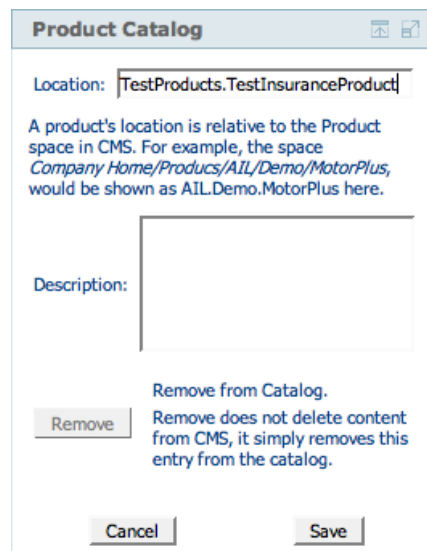 Product Catalog
Location: TestProducts.TestInsuranceProduct
A product's location is relative to the Product
space in CMS. For example, the space
Company Home/Producs/AIL/Demo/MotorPlus,
would be shown as AIL.Demo.MotorPlus here.
Description:
Remove from Catalog.
Remove
Remove does not delete content
from CMS, it simply removes this
entry from the catalog.
Cancel Save